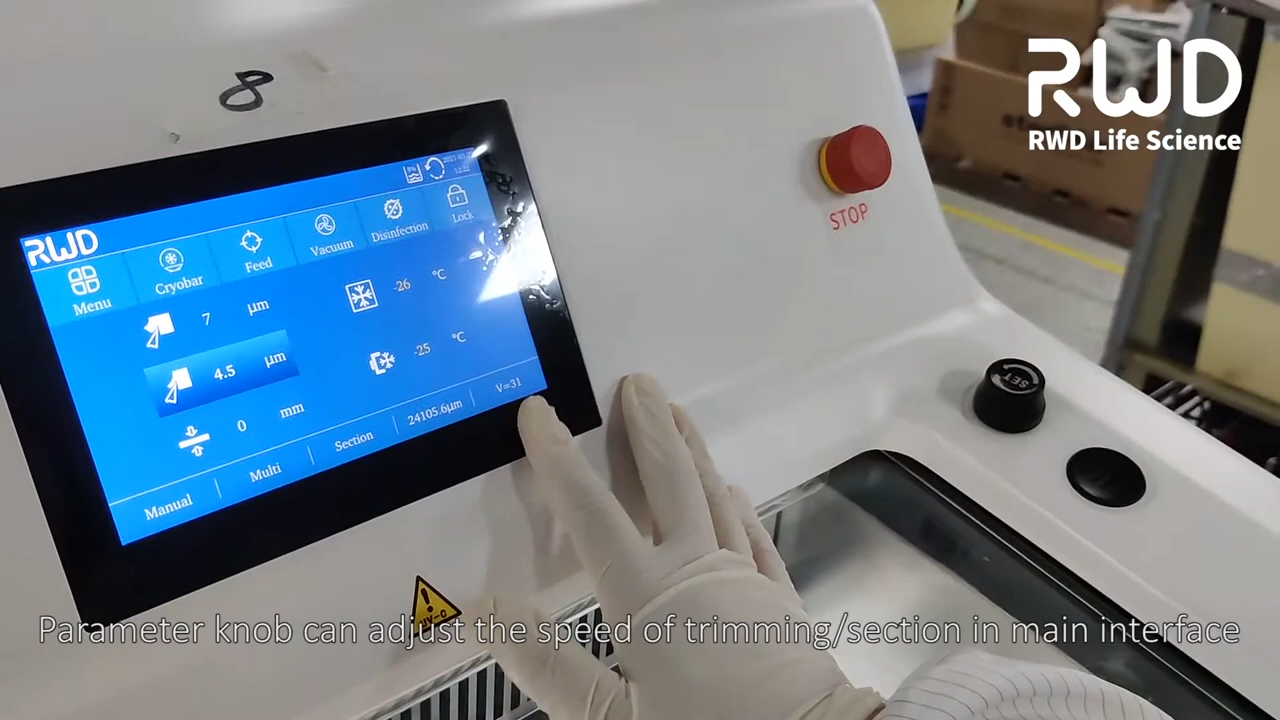 RWD
RWD Life Science
8
STOP
RWD
Menu
Cryobar
Feed
Vacuum
Disinfection
Lock
7 μm
-26 °C
4.5 μm
-25 °C
0 mm
Manual
Multi
Section
24105.6μm
V=31
SET
UV-C
Parameter knob can adjust the speed of trimming/section in main interface